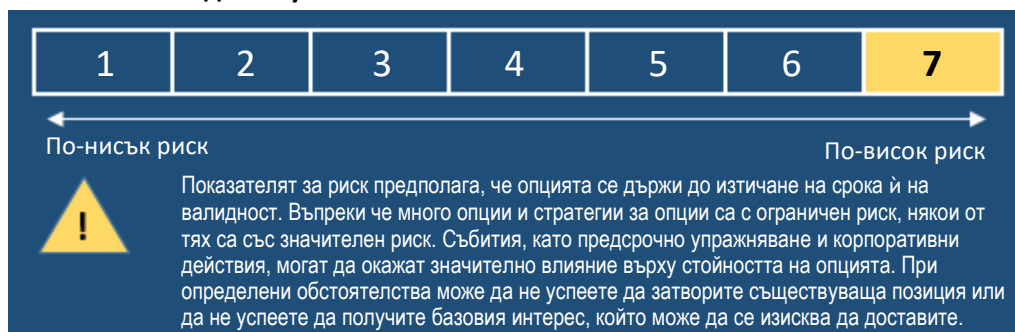 1 2 3 4 5 6 7
По-нисък риск По-висок риск
!
Показателят за риск предполага, че опцията се държи до изтичане на срока ѝ на
валидност. Въпреки че много опции и стратегии за опции са с ограничен риск, някои от
тях са със значителен риск. Събития, като предсрочно упражняване и корпоративни
действия, могат да окажат значително влияние върху стойността на опцията. При
определени обстоятелства може да не успеете да затворите съществуваща позиция или
да не успеете да получите базовия интерес, който може да се изисква да доставите.